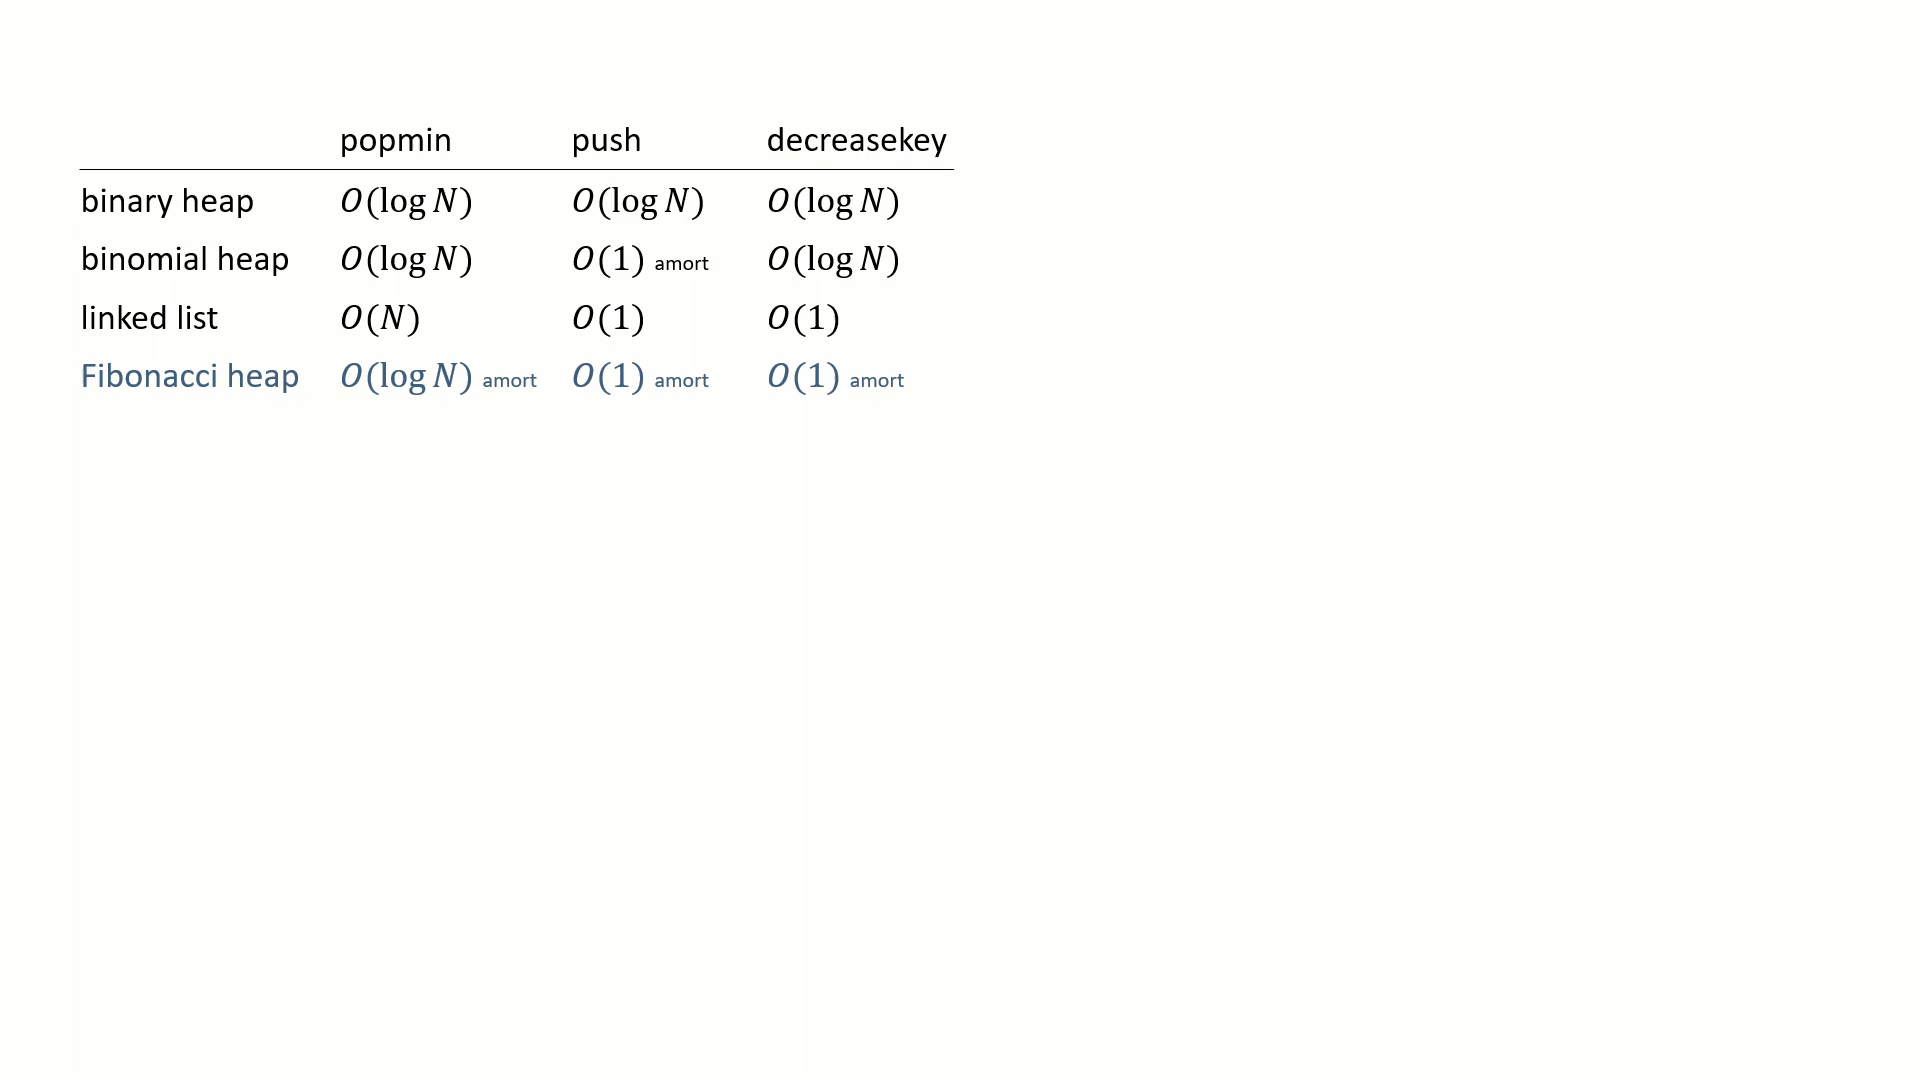 popmin push decreasekey
binary heap O(log N) O(log N) O(log N)
binomial heap O(log N) O(1) amort O(log N)
linked list O(N) O(1) O(1)
Fibonacci heap O(log N) amort O(1) amort O(1) amort